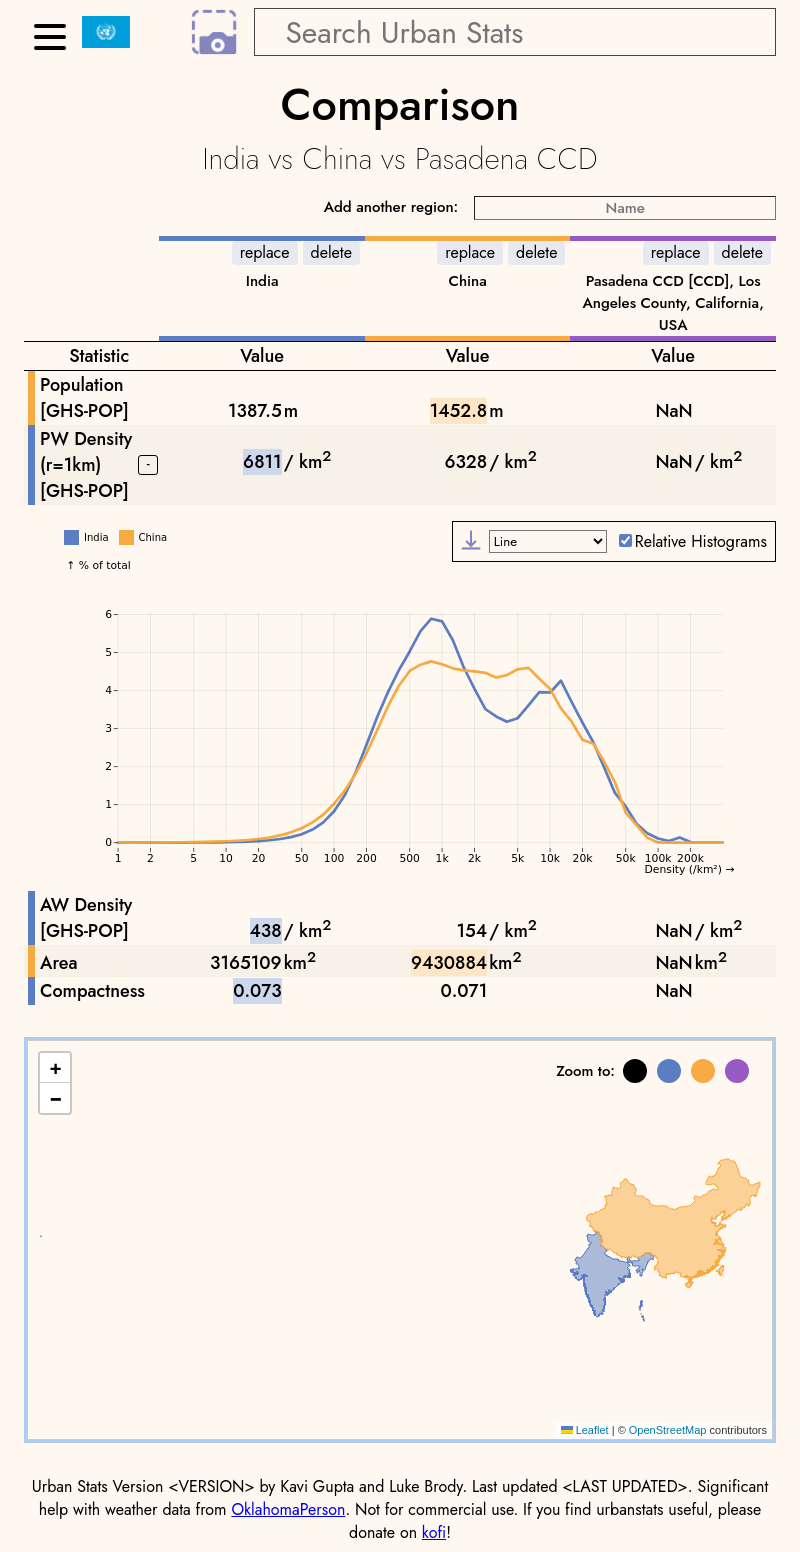 Search Urban Stats
Comparison
India vs China vs Pasadena CCD
Add another region: Name
replace delete replace delete replace delete
India China Pasadena CCD [CCD], Los
Angeles County, California,
USA
Statistic Value Value Value
Population
[GHS-POP] 1387.5 m 1452.8 m NaN
PW Density
(r=1km) - 6811 / km² 6328 / km² NaN / km²
[GHS-POP]
India China Line Relative Histograms
↑ % of total
6
5
4
3
2
1
0
1 2 5 10 20 50 100 200 500 1k 2k 5k 10k 20k 50k 100k 200k
Density (/km²) →
AW Density
[GHS-POP] 438 / km² 154 / km² NaN / km²
Area 3165109 km² 9430884 km² NaN km²
Compactness 0.073 0.071 NaN
+ Zoom to:
−
Leaflet | © OpenStreetMap contributors
Urban Stats Version <VERSION> by Kavi Gupta and Luke Brody. Last updated <LAST UPDATED>. Significant
help with weather data from OklahomaPerson. Not for commercial use. If you find urbanstats useful, please
donate on kofi!